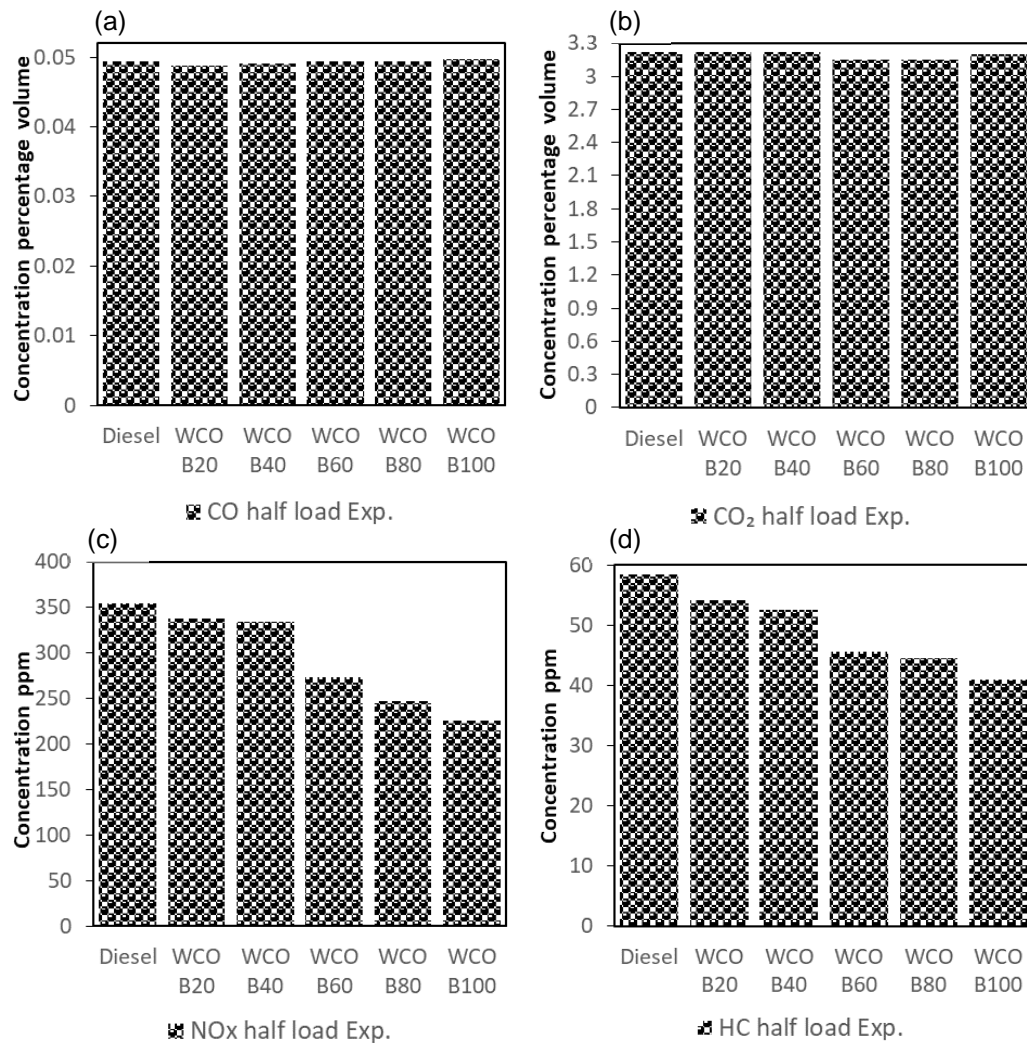 (a)
Concentration percentage volume
0.05
0.04
0.03
0.02
0.01
0
Diesel WCO WCO WCO WCO WCO
B20 B40 B60 B80 B100
CO half load Exp.
(b)
Concentration percentage volume
3.3
3
2.7
2.4
2.1
1.8
1.5
1.2
0.9
0.6
0.3
0
Diesel WCO WCO WCO WCO WCO
B20 B40 B60 B80 B100
CO₂ half load Exp.
(c)
Concentration ppm
400
350
300
250
200
150
100
50
0
Diesel WCO WCO WCO WCO WCO
B20 B40 B60 B80 B100
NOx half load Exp.
(d)
Concentration ppm
60
50
40
30
20
10
0
Diesel WCO WCO WCO WCO WCO
B20 B40 B60 B80 B100
HC half load Exp.